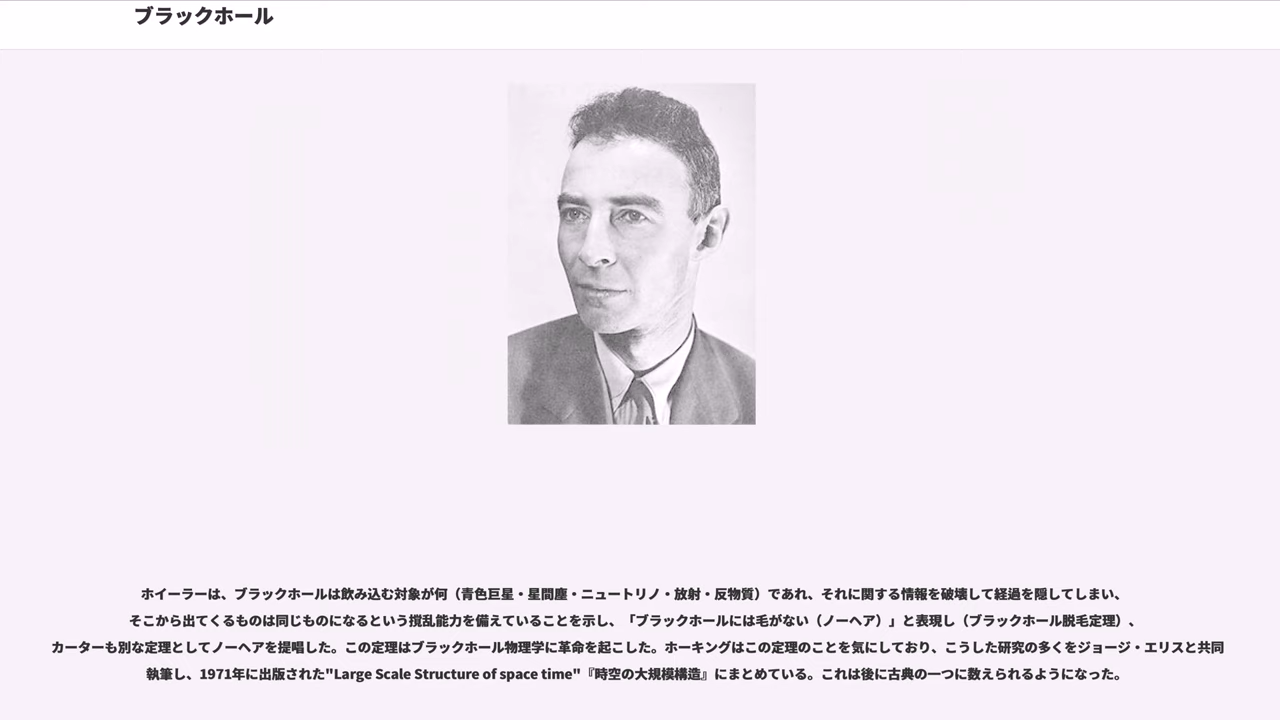 ブラックホール
ホイーラーは、ブラックホールは飲み込む対象が何（青色巨星・星間塵・ニュートリノ・放射・反物質）であれ、それに関する情報を破壊して経過を隠してしまい、
そこから出てくるものは同じものになるという撹乱能力を備えていることを示し、「ブラックホールには毛がない（ノーヘア）」と表現し（ブラックホール脱毛定理）、
カーターも別な定理としてノーヘアを提唱した。この定理はブラックホール物理学に革命を起こした。ホーキングはこの定理のことを気にしており、こうした研究の多くをジョージ・エリスと共同
執筆し、1971年に出版された"Large Scale Structure of space time"『時空の大規模構造』にまとめている。これは後に古典の一つに数えられるようになった。